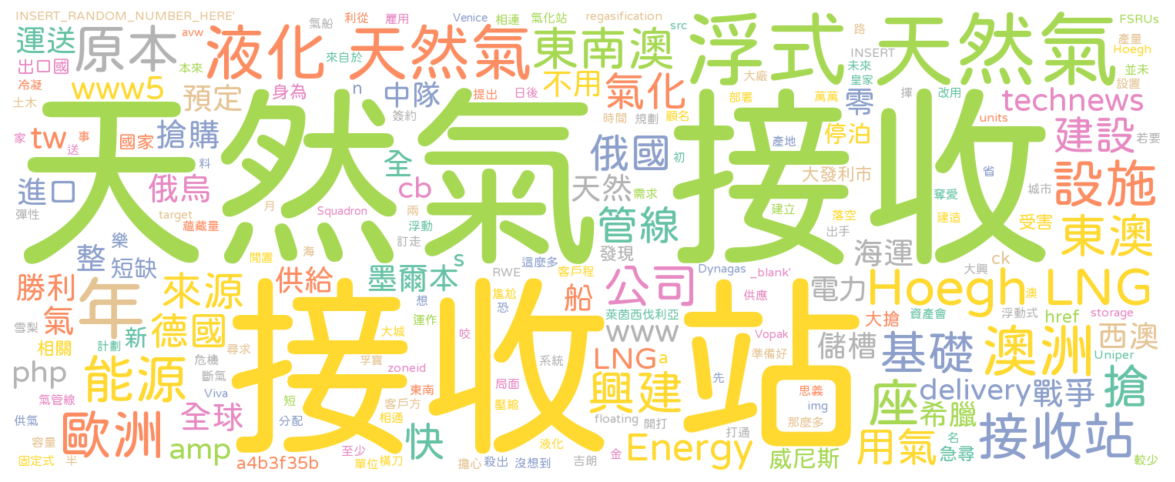 INSERT_RANDOM_NUMBER_HERE'
avw
氣船
利從
雇用
Venice
相連
氣化站
regasification
src
路
產量
FSRUs
Hoegh
運送
原本
液化
天然氣
東南澳
浮式
天然氣
INSERT
未來
並未
出口國
本來
來自於
不用
皇家
設置
冷凝
www5
預定
身為
n
中隊
提出
日後
氣化
大廠
部署
萬萬
零
揮
改用
technews
土木
簽約
時間
規劃
顧名
家
tw
事
送
國家
搶購
天然氣接收
全
俄國
初
產地
停泊
units
建設
若要
料
進口
俄烏
cb
天然
需求
大發利市
省
奪愛
城市
設施
彈性
target
月
Squadron
兩
浮動
管線
建立
落空
建造
受害
東澳
蘊藏量
樂
閒置
海
訂走
發現
出手
海運
整
短缺
s
這麼多
客戶程
_blank'
大興
ck
勝利
年
來源
供給
墨爾本
RWE
尷尬
Dynagas
電力
Hoegh
澳
LNG
氣
想
恐
船
公司
供應
浮動式
資產會
href
storage
雪梨
計劃
新
德國
大城
運作
萊茵西伐利亞
大搶
西澳
相關
尋求
接收站
咬
www
Vopak
儲槽
基礎
澳洲
php
能源
危機
孚寶
系統
LNG
a
準備好
Uniper
氣管線
斷氣
zoneid
局面
先
思義
搶
Viva
短
東南
壓縮
興建
img
座
delivery
戰爭
供氣
歐洲
全球
分配
客戶方
相通
floating
開打
打通
那麼多
希臘
容量
amp
快
液化
Energy
用氣
名
接收站
固定式
半
a4b3f35b
至少
單位
橫刀
擔心
殺出
沒想到
吉朗
金
威尼斯
急尋
較少